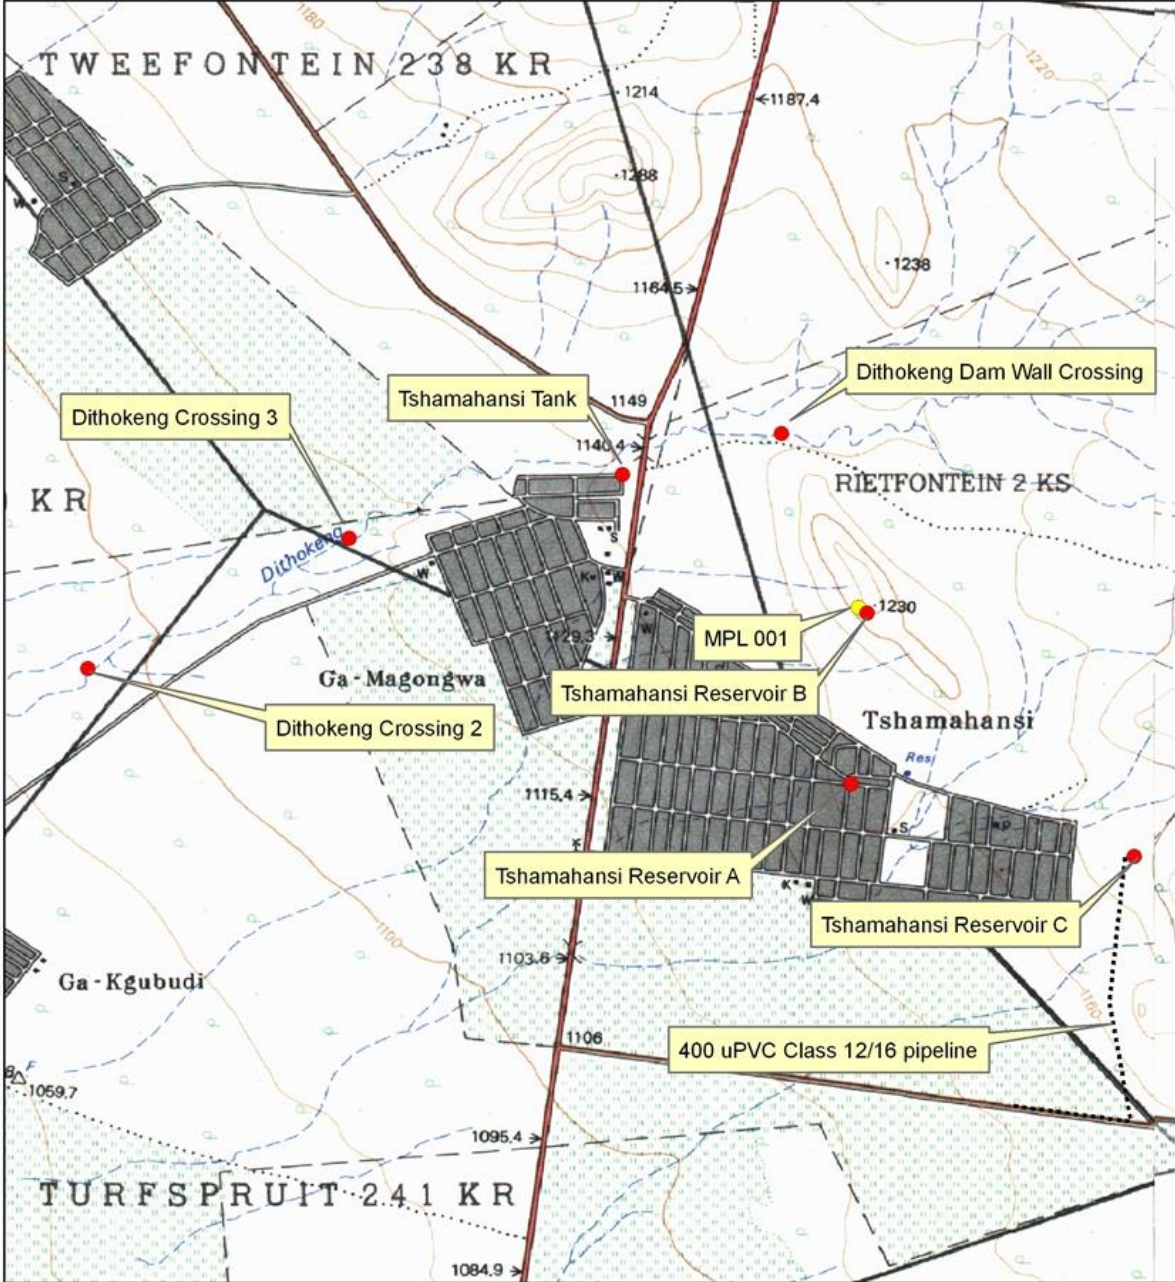 1180
TWEEFONTEIN 238 KR
1220
1214
1187.4
S
W
1288
1238
1164.5
Dithokeng Dam Wall Crossing
Tshamahansi Tank
1149
Dithokeng Crossing 3
1140.4
RIETFONTEIN 2 KS
KR
S
Dithokeng
W
K
1230
MPL 001
W
1129.3
Ga-Magongwa
Tshamahansi Reservoir B
Tshamahansi
Dithokeng Crossing 2
Res
1115.4
S
P
Tshamahansi Reservoir A
K
W
Tshamahansi Reservoir C
1100
1103.6
Ga-Kgubudi
1160
1106
400 uPVC Class 12/16 pipeline
1059.7
1095.4
TURFSPRUIT 241 KR
1084.9